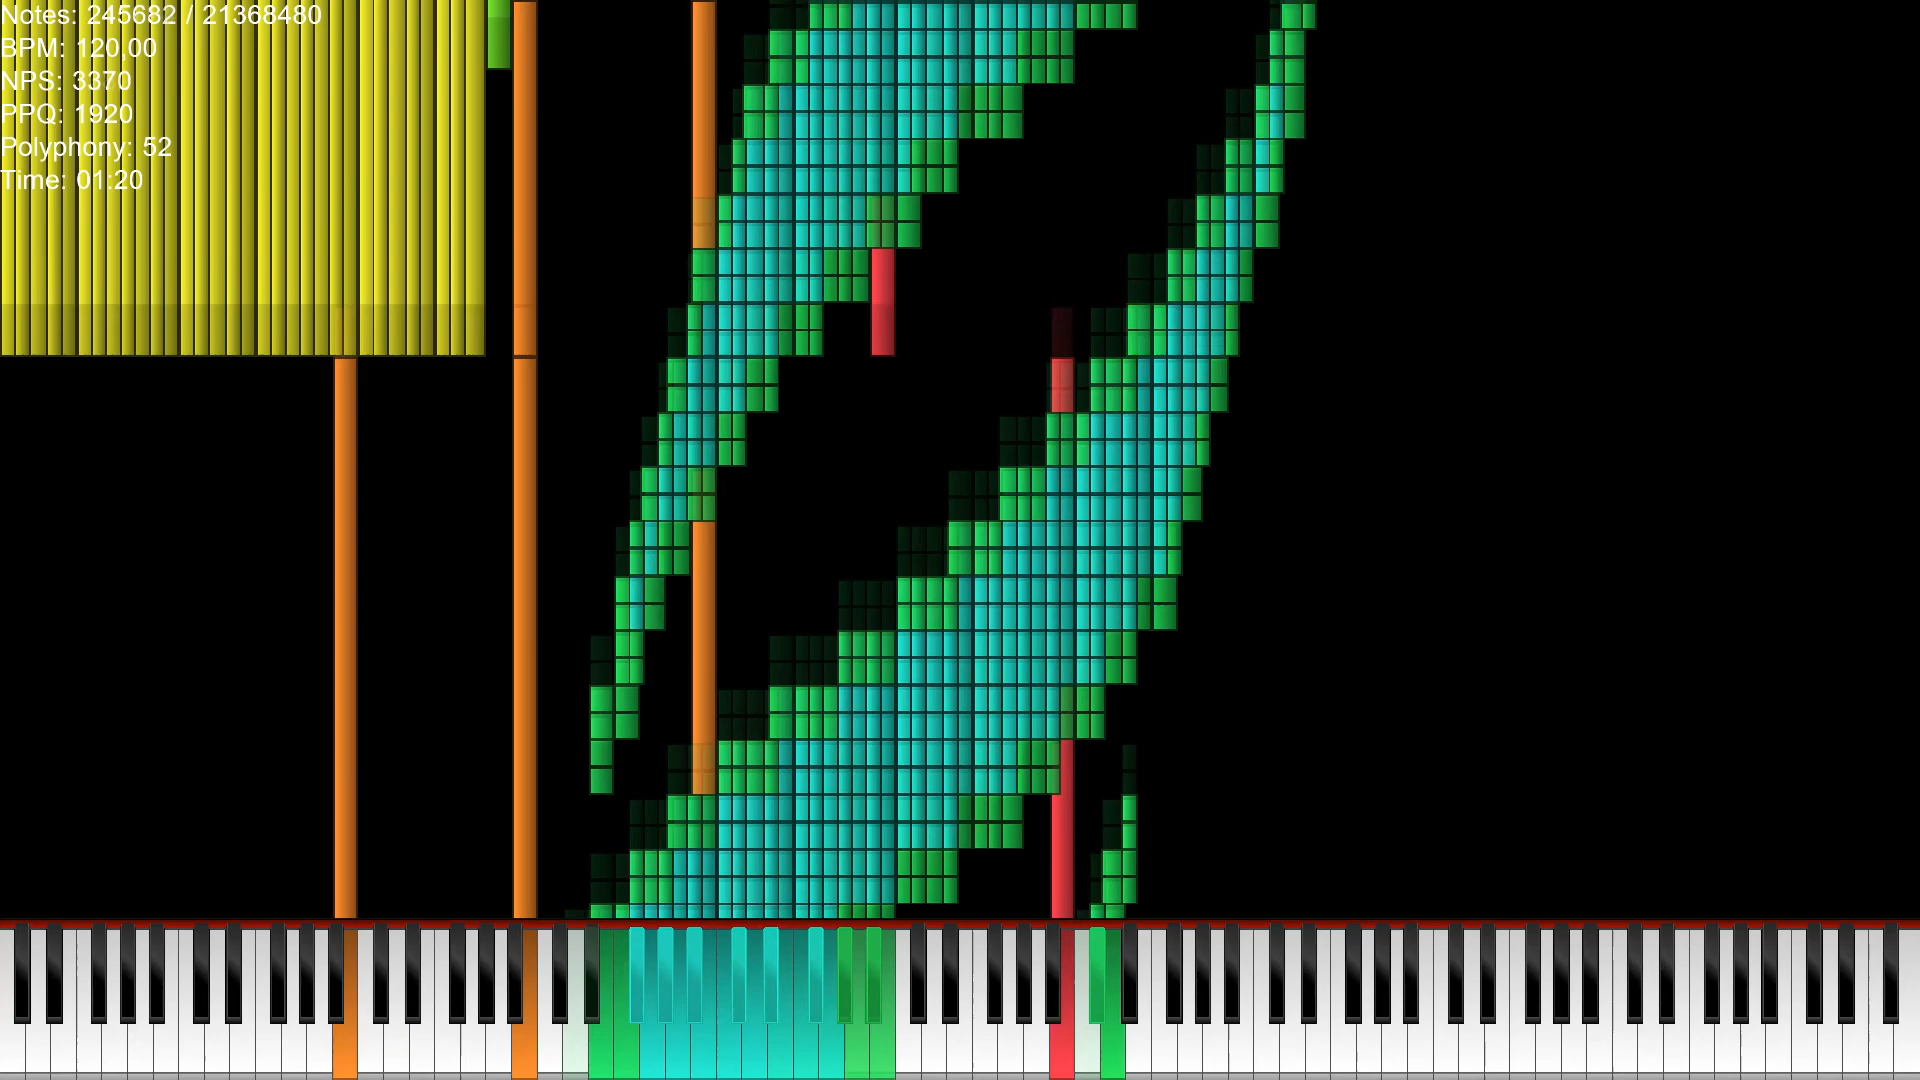 Notes: 245682 / 21368480
BPM: 120,00
NPS: 3370
PPQ: 1920
Polyphony: 52
Time: 01:20